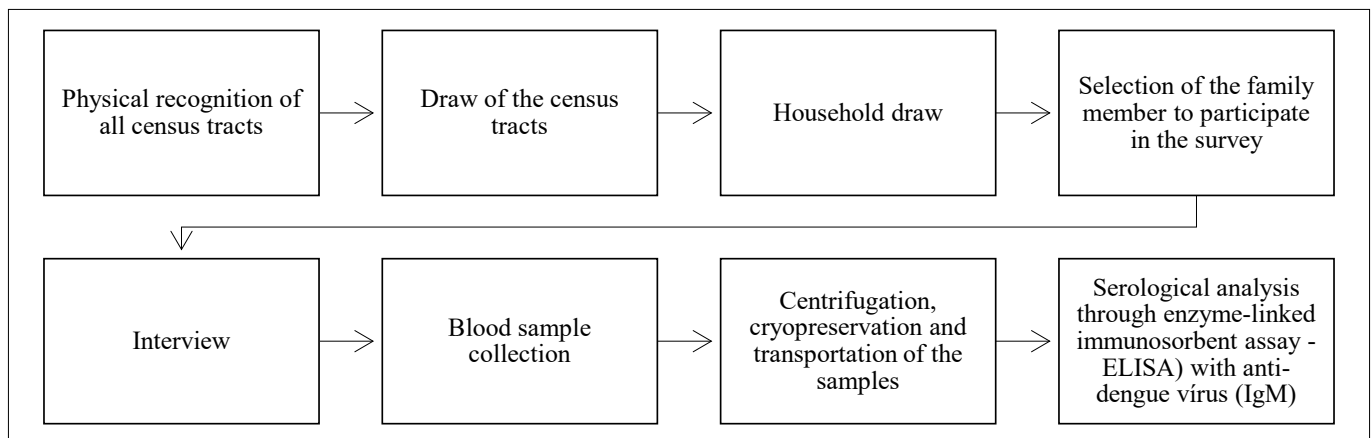 Physical recognition of
all census tracts
Draw of the census
tracts
Household draw
Selection of the family
member to participate
in the survey
Interview
Blood sample
collection
Centrifugation,
cryopreservation and
transportation of the
samples
Serological analysis
through enzyme-linked
immunosorbent assay -
ELISA) with anti-
dengue vírus (IgM)